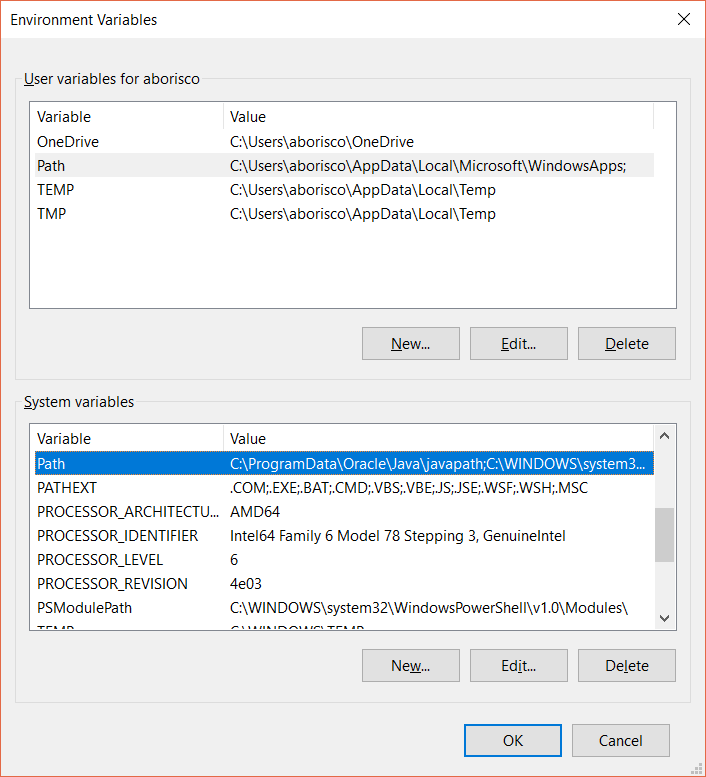 Environment Variables
User variables for aborisco
Variable Value
OneDrive C:\Users\aborisco\OneDrive
Path C:\Users\aborisco\AppData\Local\Microsoft\WindowsApps;
TEMP C:\Users\aborisco\AppData\Local\Temp
TMP C:\Users\aborisco\AppData\Local\Temp
New... Edit... Delete
System variables
Variable Value
Path C:\ProgramData\Oracle\Java\javapath;C:\WINDOWS\system3...
PATHEXT .COM;.EXE;.BAT;.CMD;.VBS;.VBE;.JS;.JSE;.WSF;.WSH;.MSC
PROCESSOR_ARCHITECTU... AMD64
PROCESSOR_IDENTIFIER Intel64 Family 6 Model 78 Stepping 3, GenuineIntel
PROCESSOR_LEVEL 6
PROCESSOR_REVISION 4e03
PSModulePath C:\WINDOWS\system32\WindowsPowerShell\v1.0\Modules\
TEMP C:\WINDOWS\TEMP
New... Edit... Delete
OK Cancel